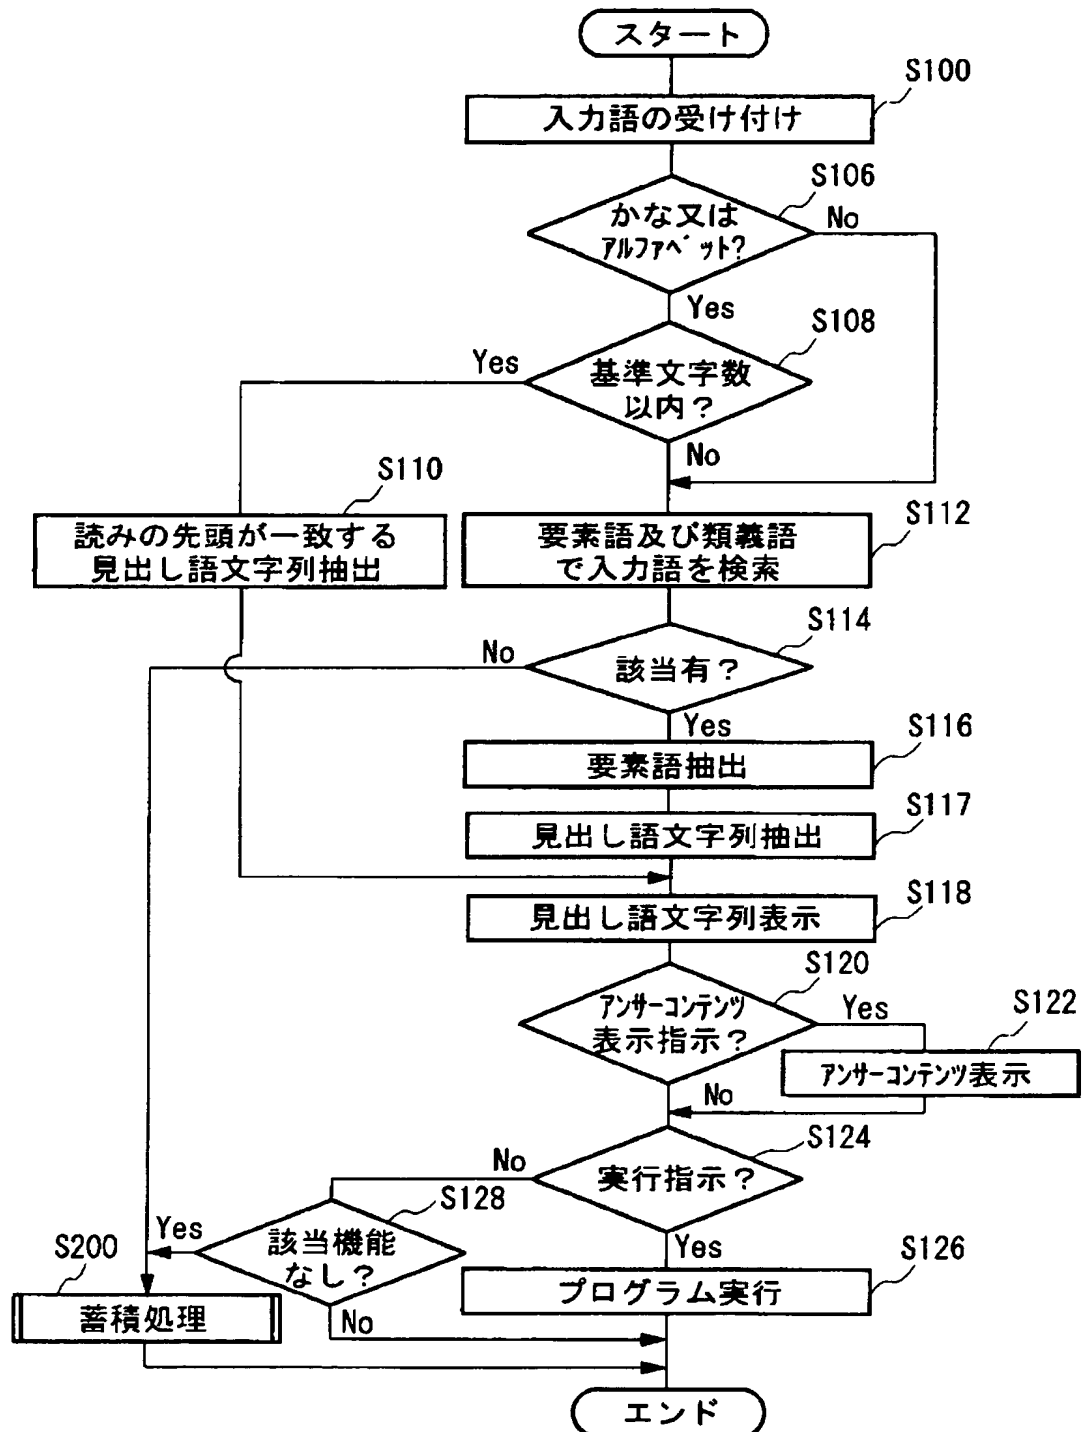 スタート
S100
入力語の受け付け
S106
かな又は
アルファベット?
No
Yes
S108
Yes
基準文字数
以内?
No
S110
読みの先頭が一致する
見出し語文字列抽出
S112
要素語及び類義語
で入力語を検索
S114
No
該当有?
Yes
S116
要素語抽出
S117
見出し語文字列抽出
S118
見出し語文字列表示
S120
アンサーコンテンツ
表示指示?
Yes
S122
アンサーコンテンツ表示
No
S124
No
実行指示?
S128
Yes
該当機能
なし?
Yes
S126
プログラム実行
S200
蓄積処理
No
エンド